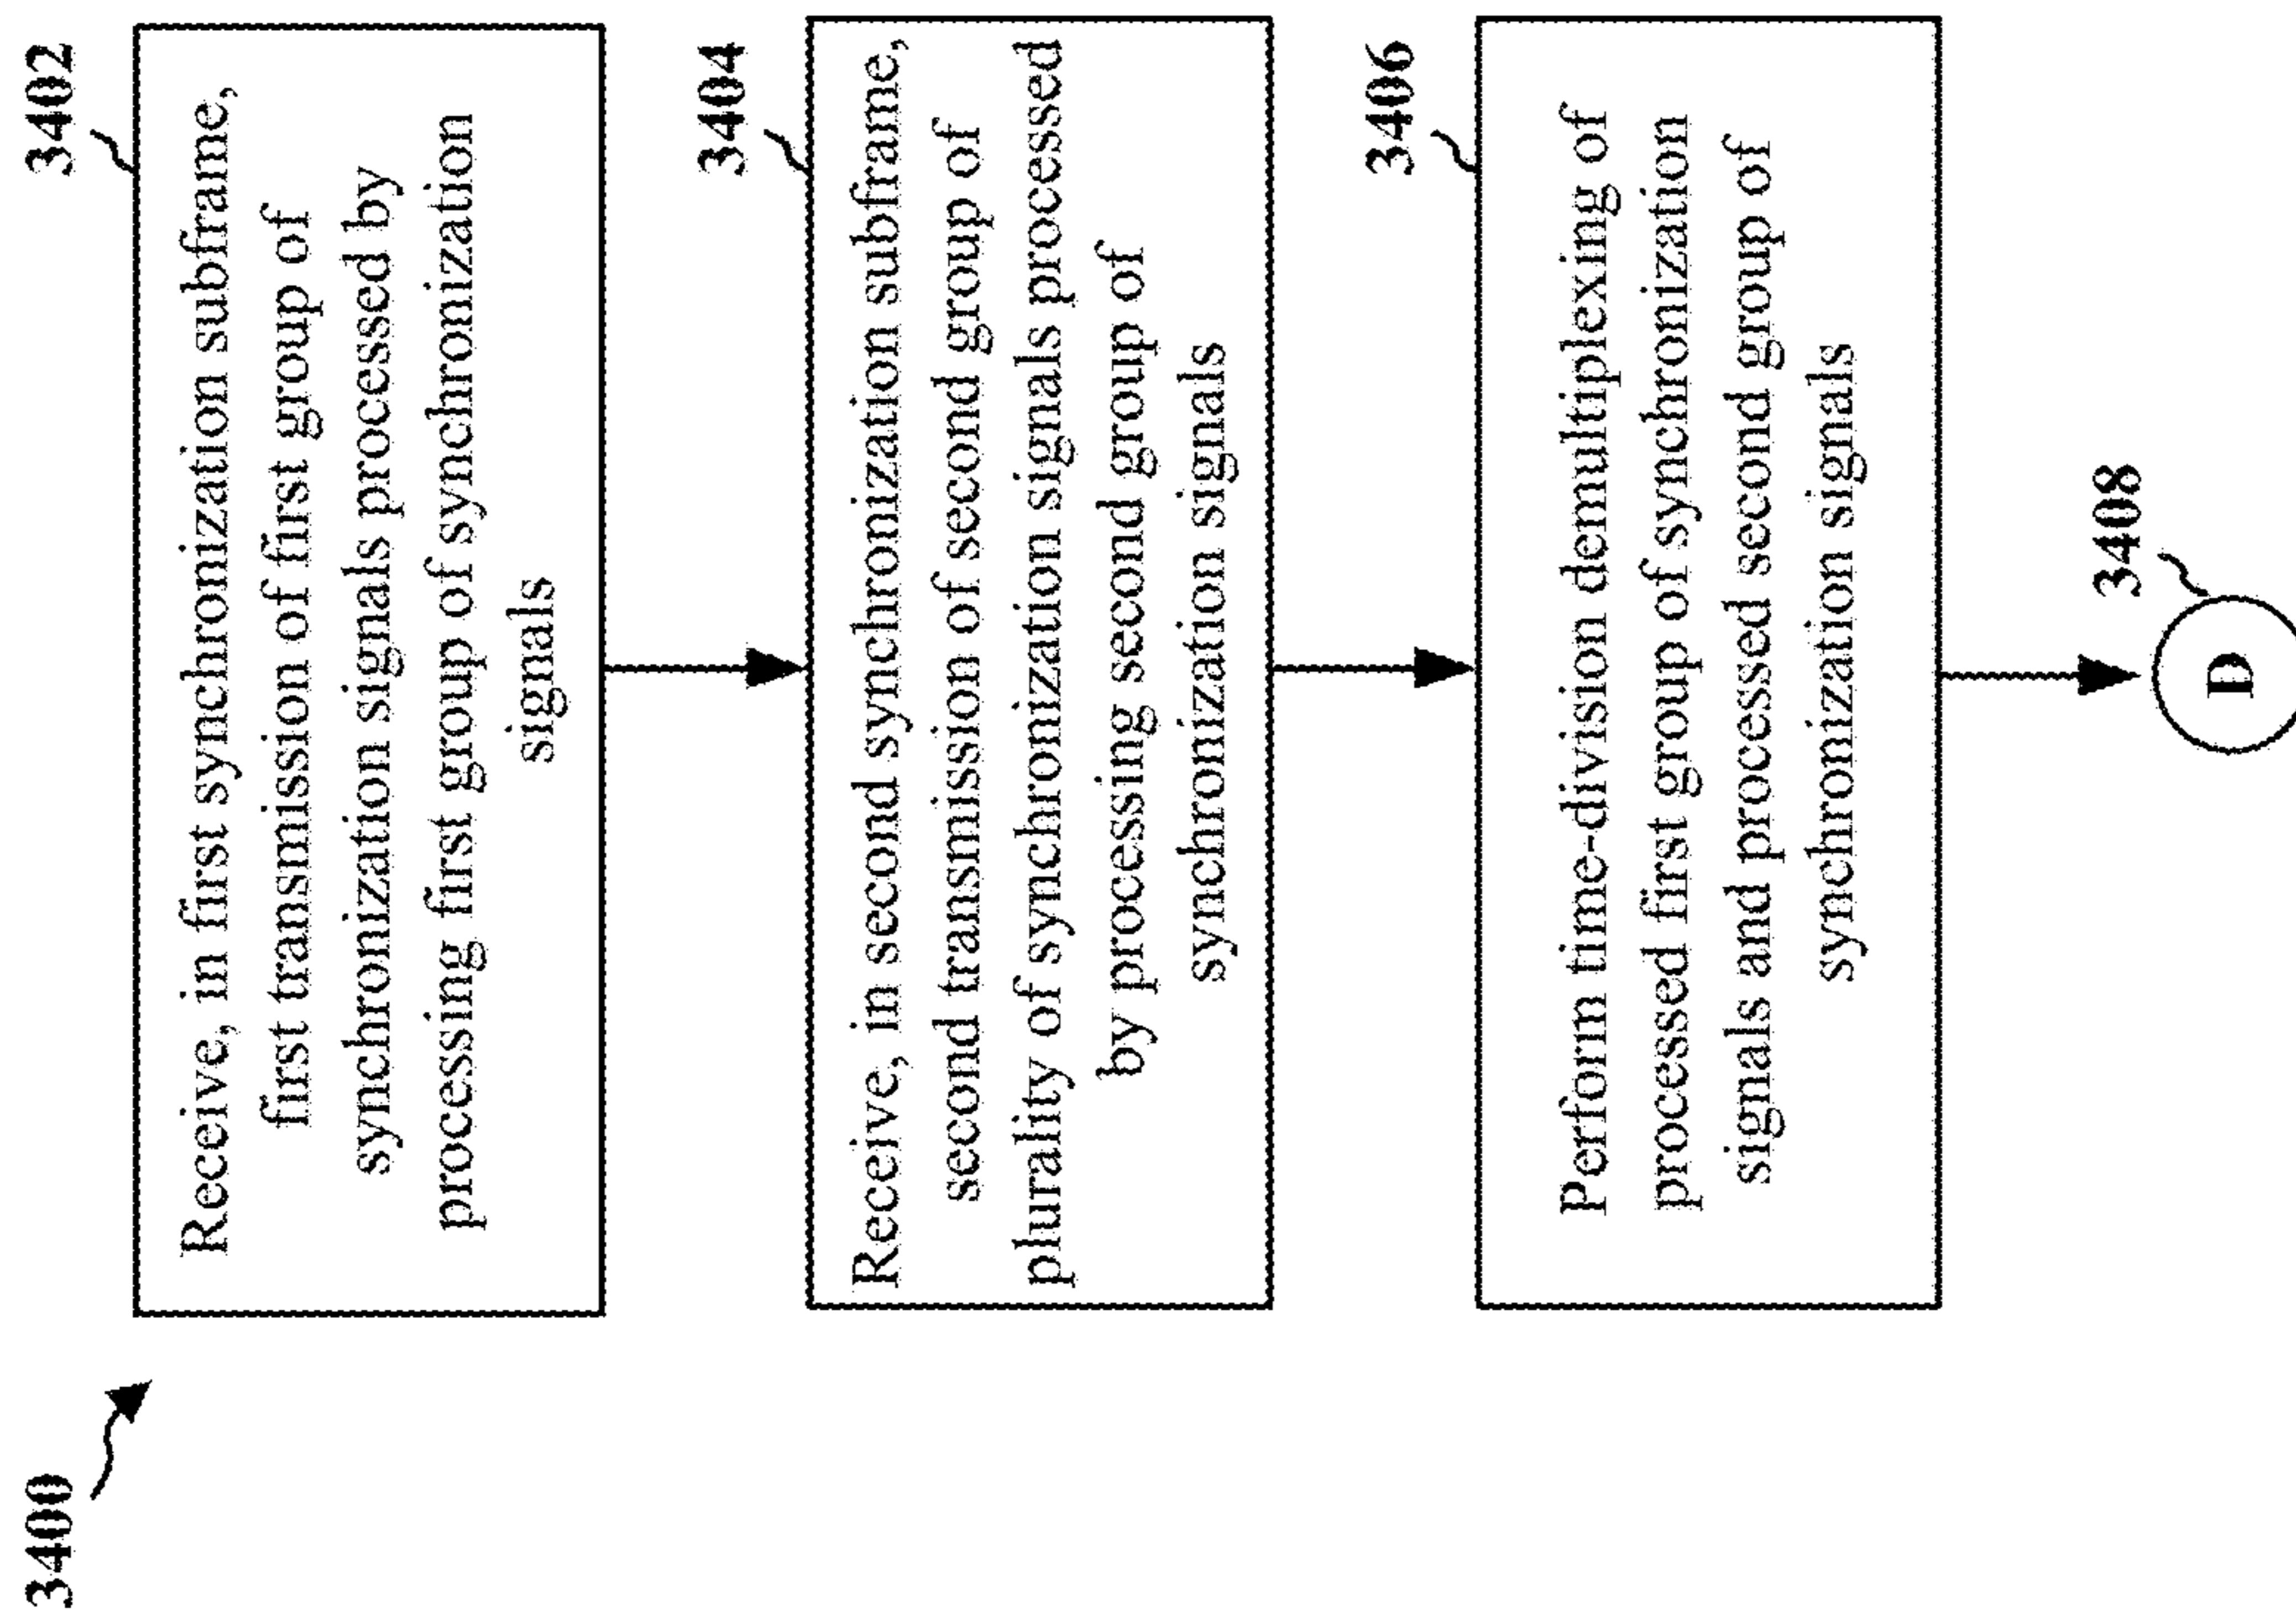 3400
3402
Receive, in first synchronization subframe,
first transmission of first group of
synchronization signals processed by
processing first group of synchronization
signals
3404
Receive, in second synchronization subframe,
second transmission of second group of
plurality of synchronization signals processed
by processing second group of
synchronization signals
3406
Perform time-division demultiplexing of
processed first group of synchronization
signals and processed second group of
synchronization signals
3408
D